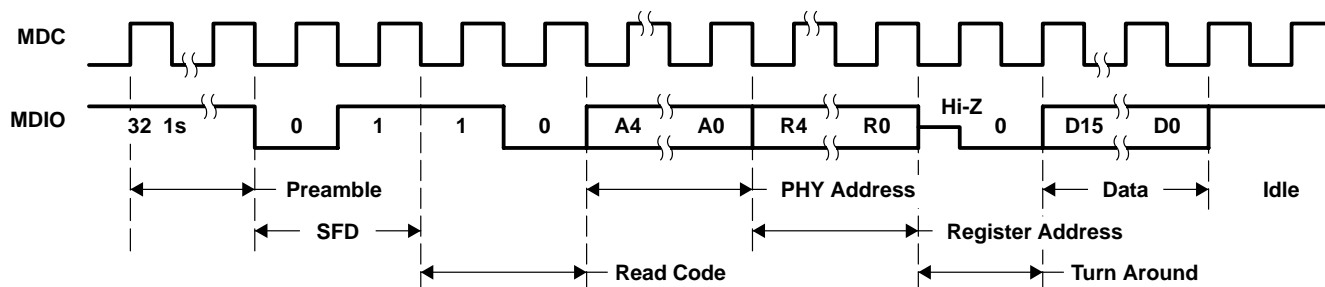 MDC
MDIO
32 1s
0
1
1
0
A4
A0
R4
R0
Hi-Z
0
D15
D0
Preamble
PHY Address
Data
Idle
SFD
Register Address
Read Code
Turn Around